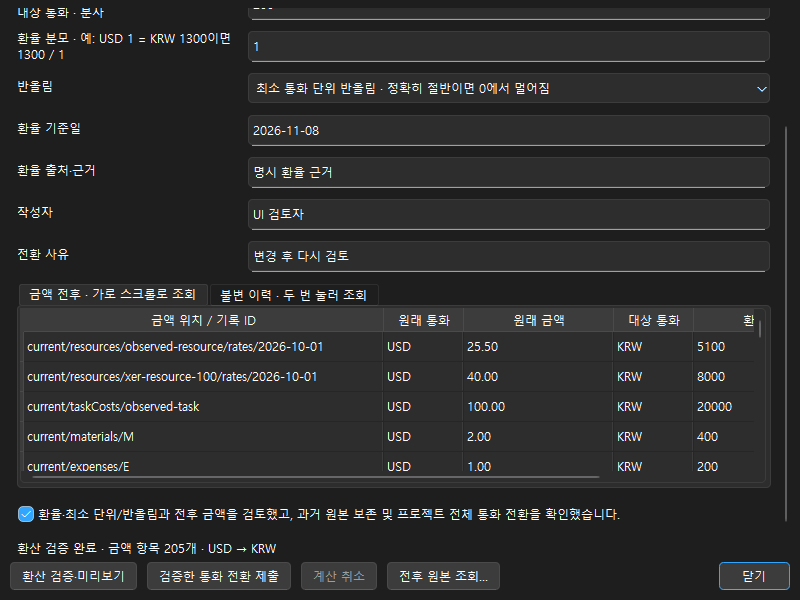 내상 통화 · 분사
환율 분모 · 예: USD 1 = KRW 1300이면
1300 / 1
1
반올림
최소 통화 단위 반올림 · 정확히 절반이면 0에서 멀어짐
환율 기준일
2026-11-08
환율 출처·근거
명시 환율 근거
작성자
UI 검토자
전환 사유
변경 후 다시 검토
금액 전후 · 가로 스크롤로 조회
불변 이력 · 두 번 눌러 조회
금액 위치 / 기록 ID 원래 통화 원래 금액 대상 통화 환
current/resources/observed-resource/rates/2026-10-01 USD 25.50 KRW 5100
current/resources/xer-resource-100/rates/2026-10-01 USD 40.00 KRW 8000
current/taskCosts/observed-task USD 100.00 KRW 20000
current/materials/M USD 2.00 KRW 400
current/expenses/E USD 1.00 KRW 200
환율·최소 단위/반올림과 전후 금액을 검토했고, 과거 원본 보존 및 프로젝트 전체 통화 전환을 확인했습니다.
환산 검증 완료 · 금액 항목 205개 · USD → KRW
환산 검증·미리보기 검증한 통화 전환 제출 계산 취소 전후 원본 조회... 닫기